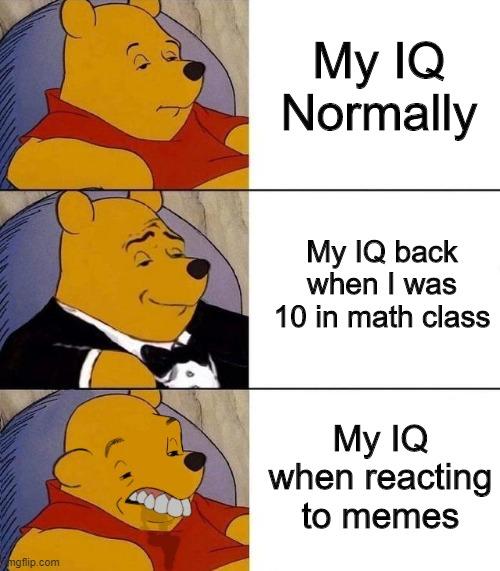 My IQ
Normally
My IQ back
when I was
10 in math class
My IQ
when reacting
to memes
imgflip.com